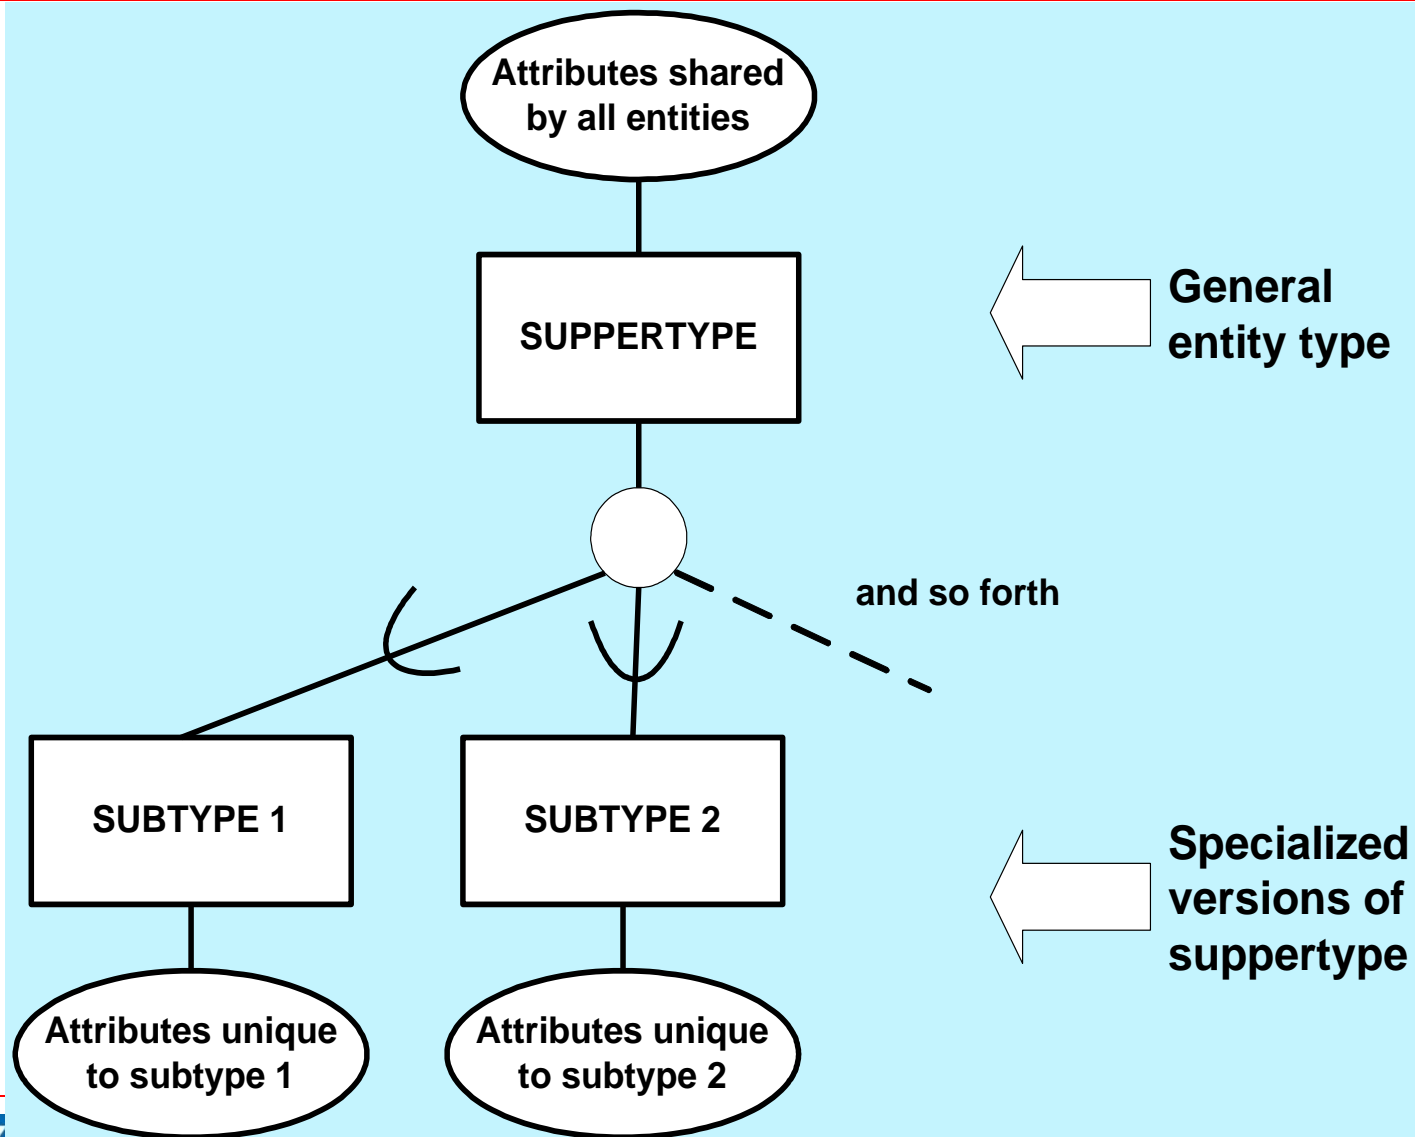 Attributes shared
by all entities
SUPPERTYPE
General
entity type
and so forth
SUBTYPE 1
SUBTYPE 2
Specialized
versions of
suppertype
Attributes unique
to subtype 1
Attributes unique
to subtype 2